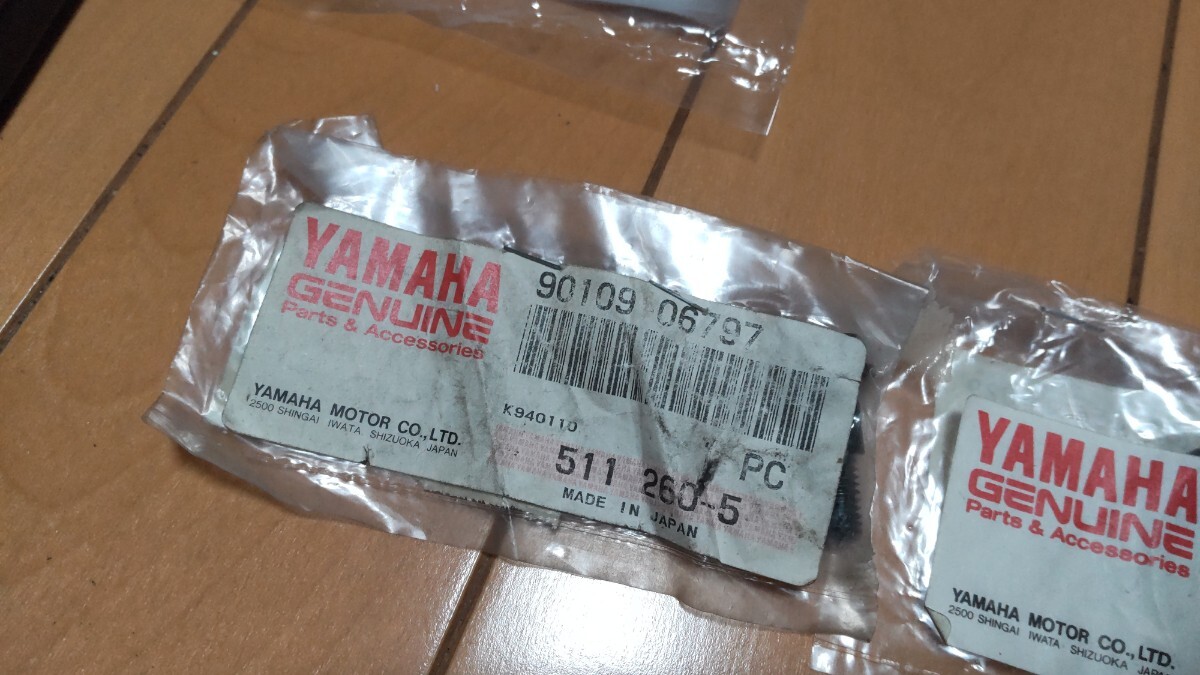 YAMAHA
GENUINE
Parts & Accessories
YAMAHA MOTOR CO.,LTD.
2500 SHINGAI IWATA SHIZUOKA JAPAN
90109 06797
K940110
PC
511 260-5
MADE IN JAPAN
YAMAHA
GENUINE
Parts & Accessories
YAMAHA MOTOR CO.,LTD.
2500 SHINGAI IWATA SHIZUOKA JAPAN